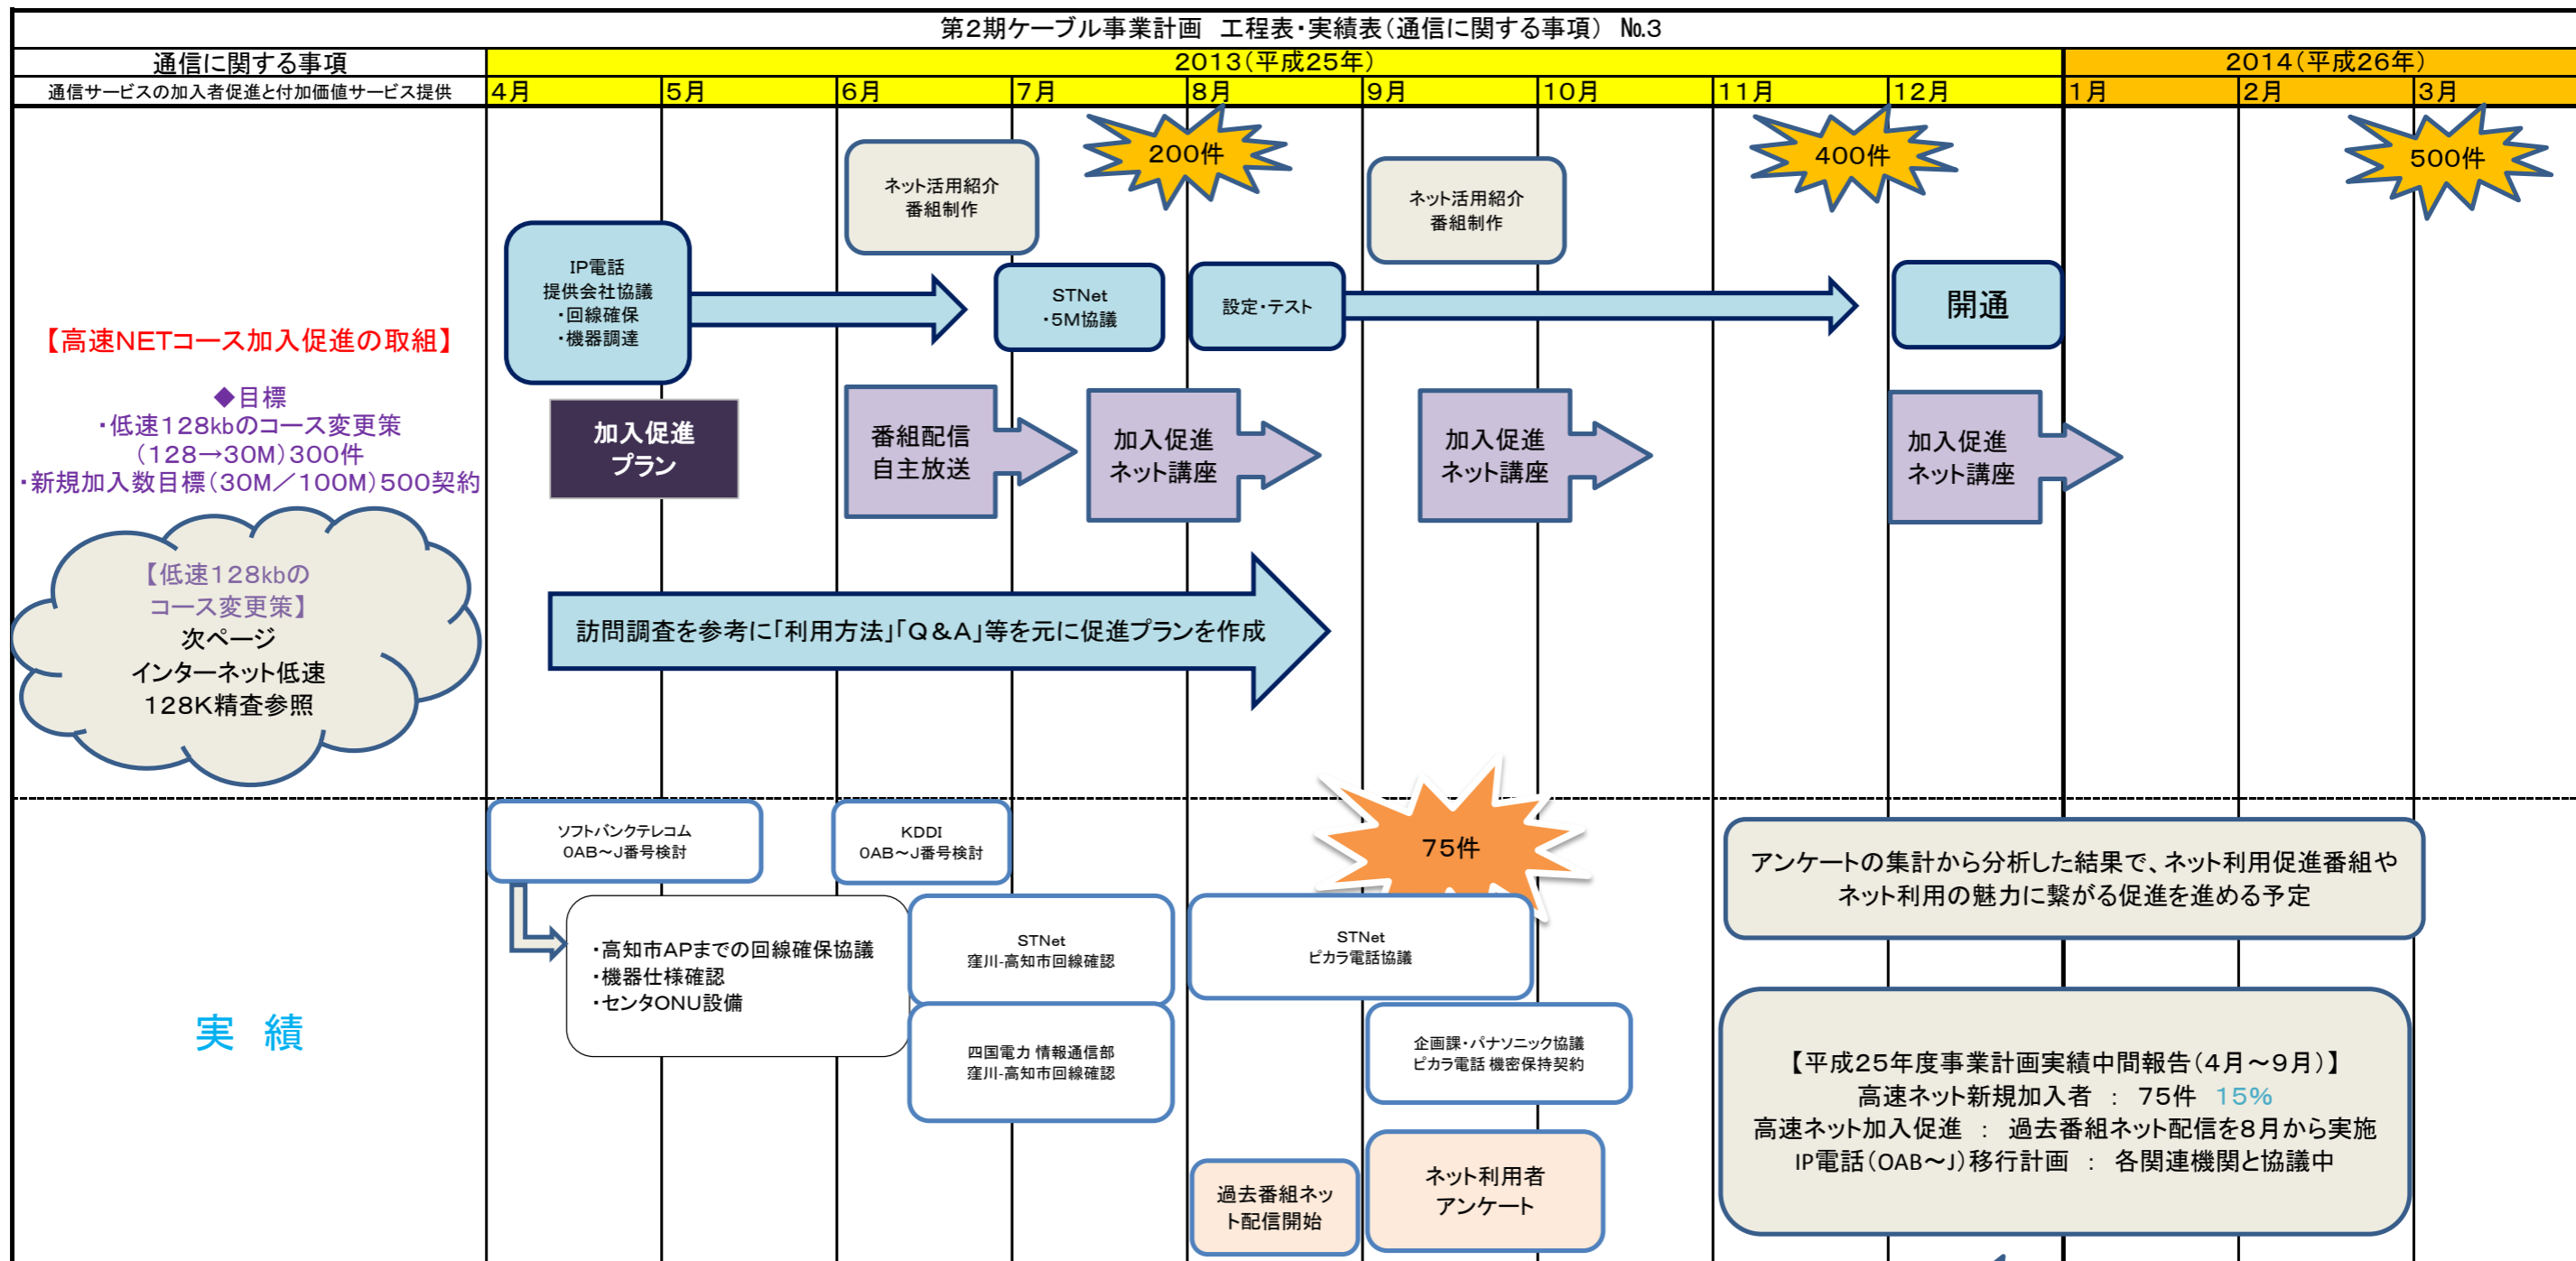 第2期ケーブル事業計画　工程表・実績表(通信に関する事項)　№3
通信に関する事項
2013(平成25年)
2014(平成26年)
通信サービスの加入者促進と付加価値サービス提供
4月
5月
6月
7月
8月
9月
10月
11月
12月
1月
2月
3月
200件
400件
500件
ネット活用紹介
番組制作
ネット活用紹介
番組制作
IP電話
提供会社協議
・回線確保
・機器調達
STNet
・5M協議
設定・テスト
開通
【高速NETコース加入促進の取組】
◆目標
・低速128kbのコース変更策
(128→30M)300件
・新規加入数目標(30M/100M)500契約
加入促進
プラン
番組配信
自主放送
加入促進
ネット講座
加入促進
ネット講座
加入促進
ネット講座
【低速128kbの
コース変更策】
次ページ
インターネット低速
128K精査参照
訪問調査を参考に「利用方法」「Q&A」等を元に促進プランを作成
実　績
ソフトバンクテレコム
0AB～J番号検討
KDDI
0AB～J番号検討
75件
アンケートの集計から分析した結果で、ネット利用促進番組や
ネット利用の魅力に繋がる促進を進める予定
・高知市APまでの回線確保協議
・機器仕様確認
・センタONU設備
STNet
窪川-高知市回線確認
STNet
ピカラ電話協議
四国電力 情報通信部
窪川-高知市回線確認
企画課・パナソニック協議
ピカラ電話 機密保持契約
【平成25年度事業計画実績中間報告(4月～9月)】
高速ネット新規加入者　：　75件　15%
高速ネット加入促進　：　過去番組ネット配信を8月から実施
IP電話(OAB～J)移行計画　：　各関連機関と協議中
過去番組ネッ
ト配信開始
ネット利用者
アンケート